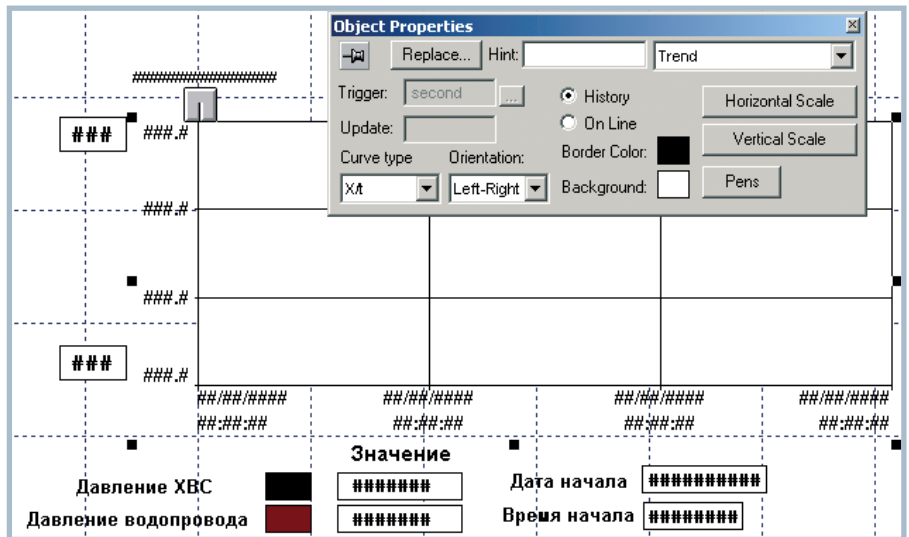 Object Properties
Replace... Hint: Trend
Trigger: second ... History Horizontal Scale
Update: On Line Vertical Scale
Curve type Orientation: Border Color:
X/t Left-Right Background: Pens
######################
### ###.#
###.#
###.#
### ###.#
##/##/#### ##/##/#### ##/##/#### ##/##/####
##:##:## ##:##:## ##:##:## ##:##:##
Значение
Давление ХВС ####### Дата начала ##########
Давление водопровода ####### Время начала ########